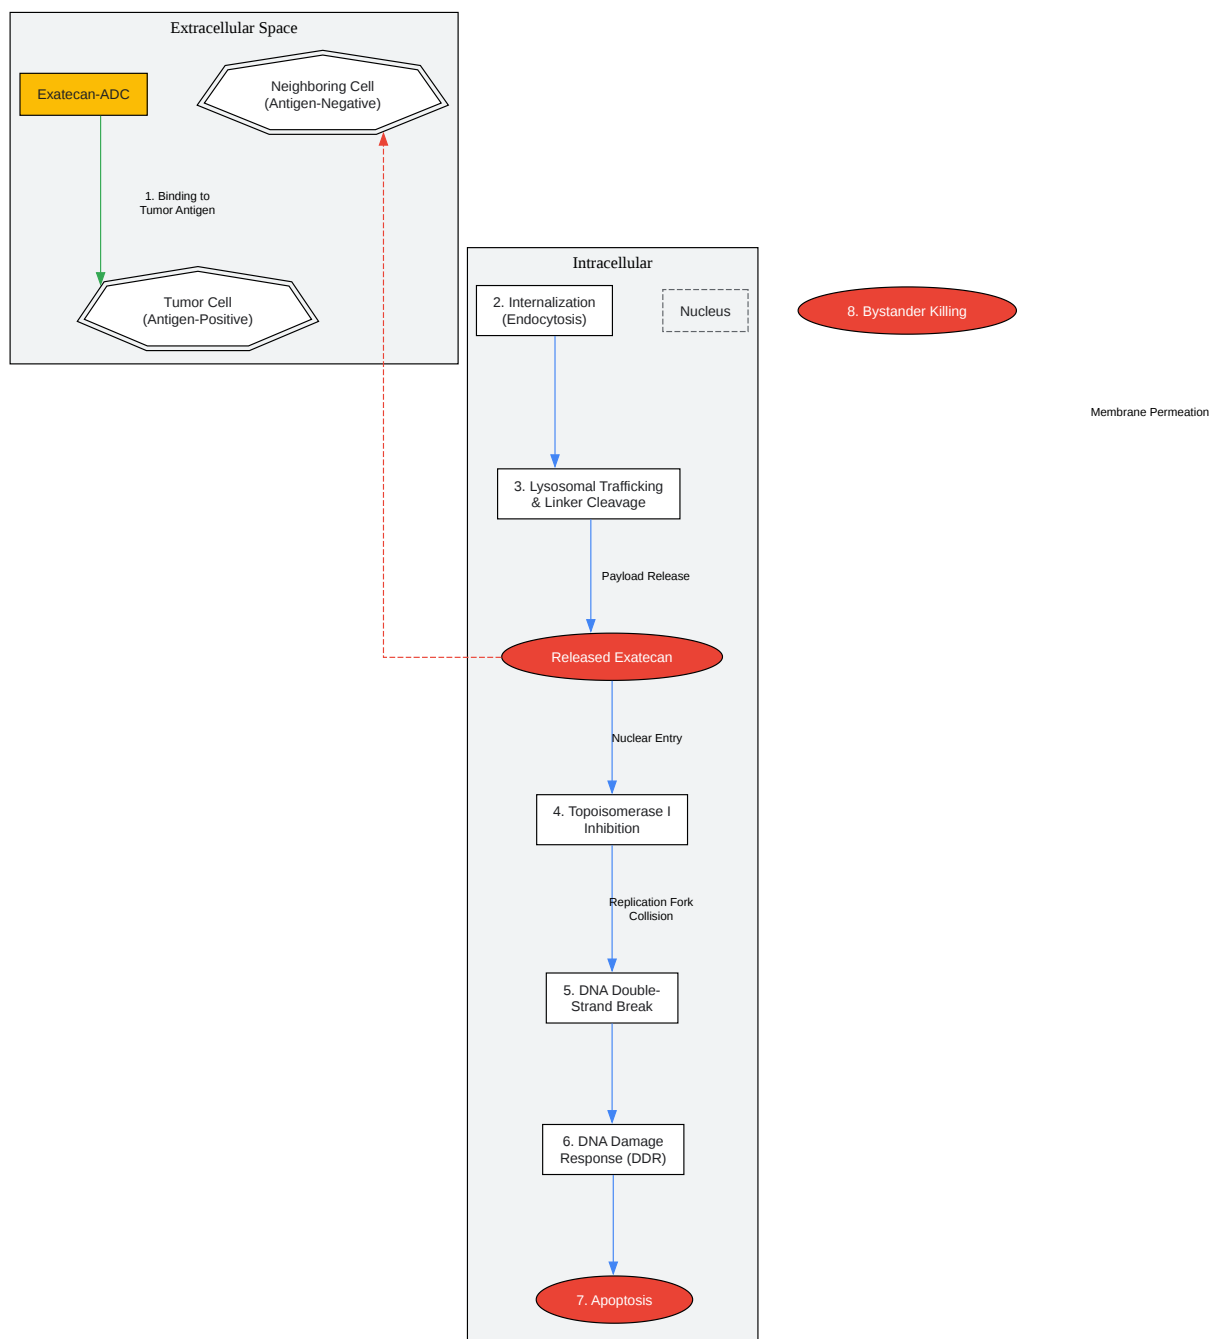 Extracellular Space
Exatecan-ADC
Neighboring Cell
(Antigen-Negative)
1. Binding to
Tumor Antigen
Tumor Cell
(Antigen-Positive)
Intracellular
2. Internalization
(Endocytosis)
Nucleus
8. Bystander Killing
Membrane Permeation
3. Lysosomal Trafficking
& Linker Cleavage
Payload Release
Released Exatecan
Nuclear Entry
4. Topoisomerase I
Inhibition
Replication Fork
Collision
5. DNA Double-
Strand Break
6. DNA Damage
Response (DDR)
7. Apoptosis